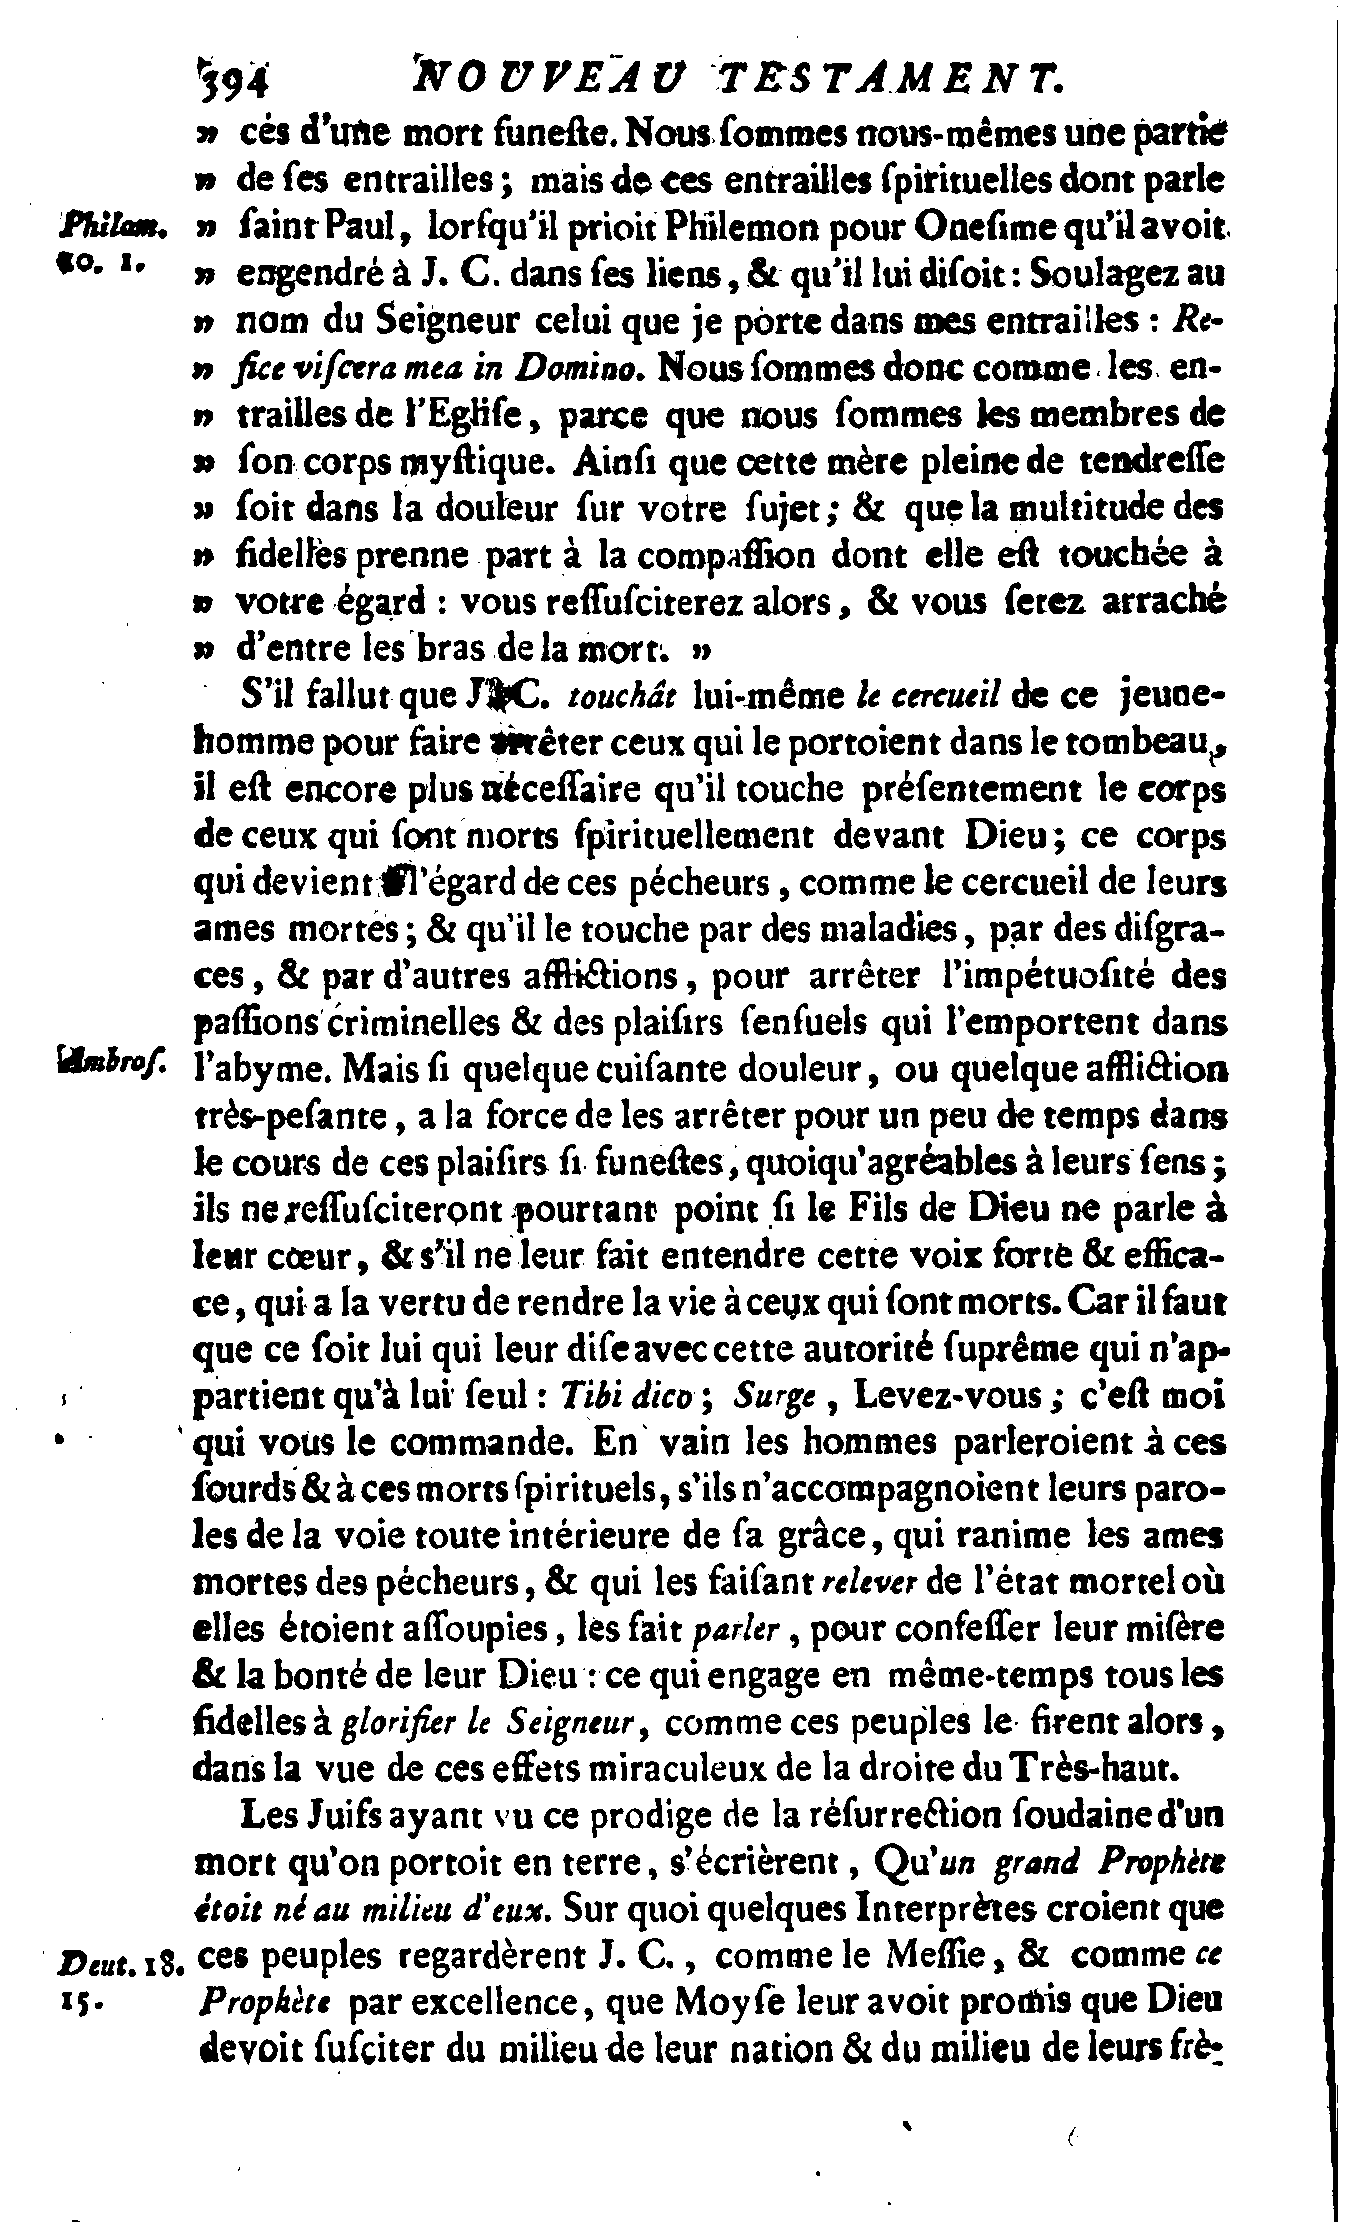 394 NOUVEAU TESTAMENT.
» cés d'une mort funeſte. Nous ſommes nous-mêmes une partie
» de ſes entrailles ; mais de ces entrailles ſpirituelles dont parle
Philem. » ſaint Paul, lorſqu'il prioit Philemon pour Oneſime qu'il avoit
1. » engendré à J. C. dans ſes liens, & qu'il lui diſoit : Soulagez au
» nom du Seigneur celui que je porte dans mes entrailles : Re-
» fice viſcera mea in Domino. Nous ſommes donc comme les en-
» trailles de l'Egliſe, parce que nous ſommes les membres de
» ſon corps myſtique. Ainſi que cette mère pleine de tendreſſe
» ſoit dans la douleur ſur votre ſujet ; & que la multitude des
» fidelles prenne part à la compaſſion dont elle eſt touchée à
» votre égard : vous reſſuſciterez alors, & vous ſerez arraché
» d'entre les bras de la mort. »
S'il fallut que J. C. touchât lui-même le cercueil de ce jeune-
homme pour faire arrêter ceux qui le portoient dans le tombeau,
il eſt encore plus néceſſaire qu'il touche préſentement le corps
de ceux qui ſont morts ſpirituellement devant Dieu ; ce corps
qui devient l'égard de ces pécheurs, comme le cercueil de leurs
ames mortes ; & qu'il le touche par des maladies, par des diſgra-
ces, & par d'autres afflictions, pour arrêter l'impétuoſité des
paſſions criminelles & des plaiſirs ſenſuels qui l'emportent dans
Ambroſ. l'abyme. Mais ſi quelque cuiſante douleur, ou quelque affliction
très-peſante, a la force de les arrêter pour un peu de temps dans
le cours de ces plaiſirs ſi funeſtes, quoiqu'agréables à leurs ſens ;
ils ne reſſuſciteront pourtant point ſi le Fils de Dieu ne parle à
leur cœur, & s'il ne leur fait entendre cette voix forte & effica-
ce, qui a la vertu de rendre la vie à ceux qui ſont morts. Car il faut
que ce ſoit lui qui leur diſe avec cette autorité ſuprême qui n'ap-
partient qu'à lui ſeul : Tibi dico ; Surge, Levez-vous ; c'eſt moi
qui vous le commande. En vain les hommes parleroient à ces
ſourds & à ces morts ſpirituels, s'ils n'accompagnoient leurs paro-
les de la voie toute intérieure de ſa grâce, qui ranime les ames
mortes des pécheurs, & qui les faiſant relever de l'état mortel où
elles étoient aſſoupies, les fait parler, pour confeſſer leur miſère
& la bonté de leur Dieu : ce qui engage en même-temps tous les
fidelles à glorifier le Seigneur, comme ces peuples le firent alors,
dans la vue de ces effets miraculeux de la droite du Très-haut.
Les Juifs ayant vu ce prodige de la réſurrection ſoudaine d'un
mort qu'on portoit en terre, s'écrièrent, Qu'un grand Prophète
étoit né au milieu d'eux. Sur quoi quelques Interprètes croient que
Deut. 18. ces peuples regardèrent J. C., comme le Meſſie, & comme ce
15. Prophète par excellence, que Moyſe leur avoit promis que Dieu
devoit ſuſciter du milieu de leur nation & du milieu de leurs frè-